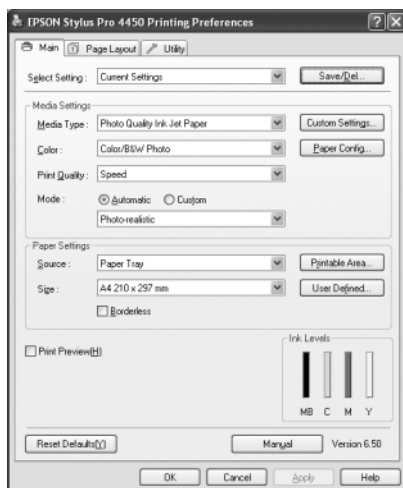 EPSON Stylus Pro 4450 Printing Preferences
Main Page Layout Utility
Select Setting : Current Settings Save/Del...
Media Settings
Media Type : Photo Quality Ink Jet Paper Custom Settings...
Color : Color/B&W Photo Paper Config...
Print Quality : Speed
Mode : Automatic Custom
Photo-realistic
Paper Settings
Source : Paper Tray Printable Area...
Size : A4 210 x 297 mm User Defined...
Borderless
Print Preview(H)
Ink Levels
MB C M Y
Reset Defaults(Y) Manual Version 6.50
OK Cancel Apply Help